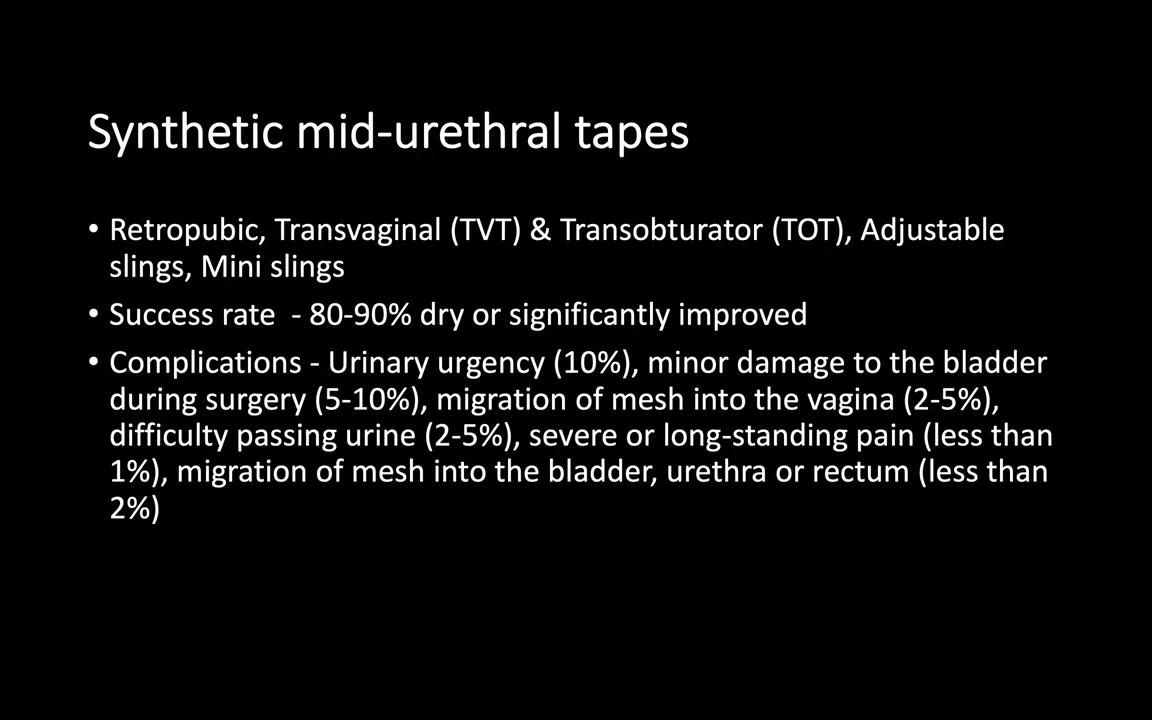 Synthetic mid-urethral tapes
• Retropubic, Transvaginal (TVT) & Transobturator (TOT), Adjustable
slings, Mini slings
• Success rate  - 80-90% dry or significantly improved
• Complications - Urinary urgency (10%), minor damage to the bladder
during surgery (5-10%), migration of mesh into the vagina (2-5%),
difficulty passing urine (2-5%), severe or long-standing pain (less than
1%), migration of mesh into the bladder, urethra or rectum (less than
2%)